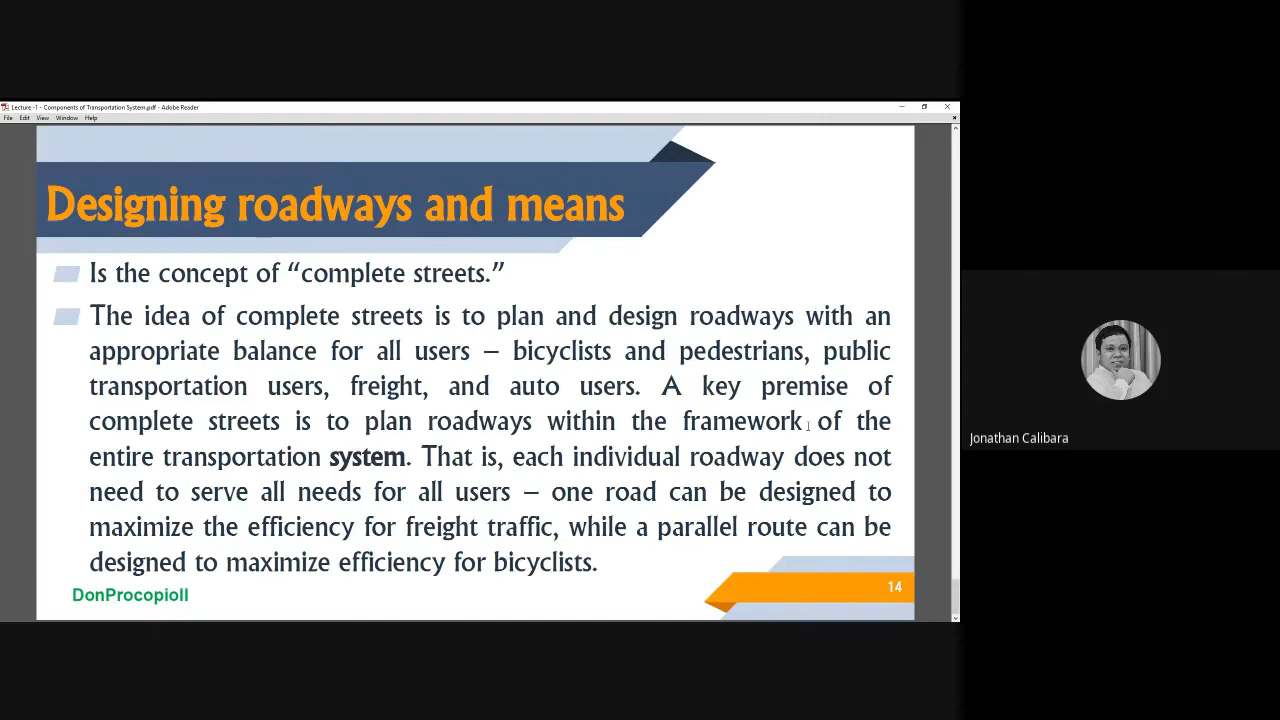 Lecture -1 - Components of Transportation System.pdf - Adobe Reader
File Edit View Window Help
Designing roadways and means
Is the concept of “complete streets.”
The idea of complete streets is to plan and design roadways with an
appropriate balance for all users – bicyclists and pedestrians, public
transportation users, freight, and auto users. A key premise of
complete streets is to plan roadways within the framework of the
entire transportation system. That is, each individual roadway does not
need to serve all needs for all users – one road can be designed to
maximize the efficiency for freight traffic, while a parallel route can be
designed to maximize efficiency for bicyclists.
DonProcopioII
14
Jonathan Calibara